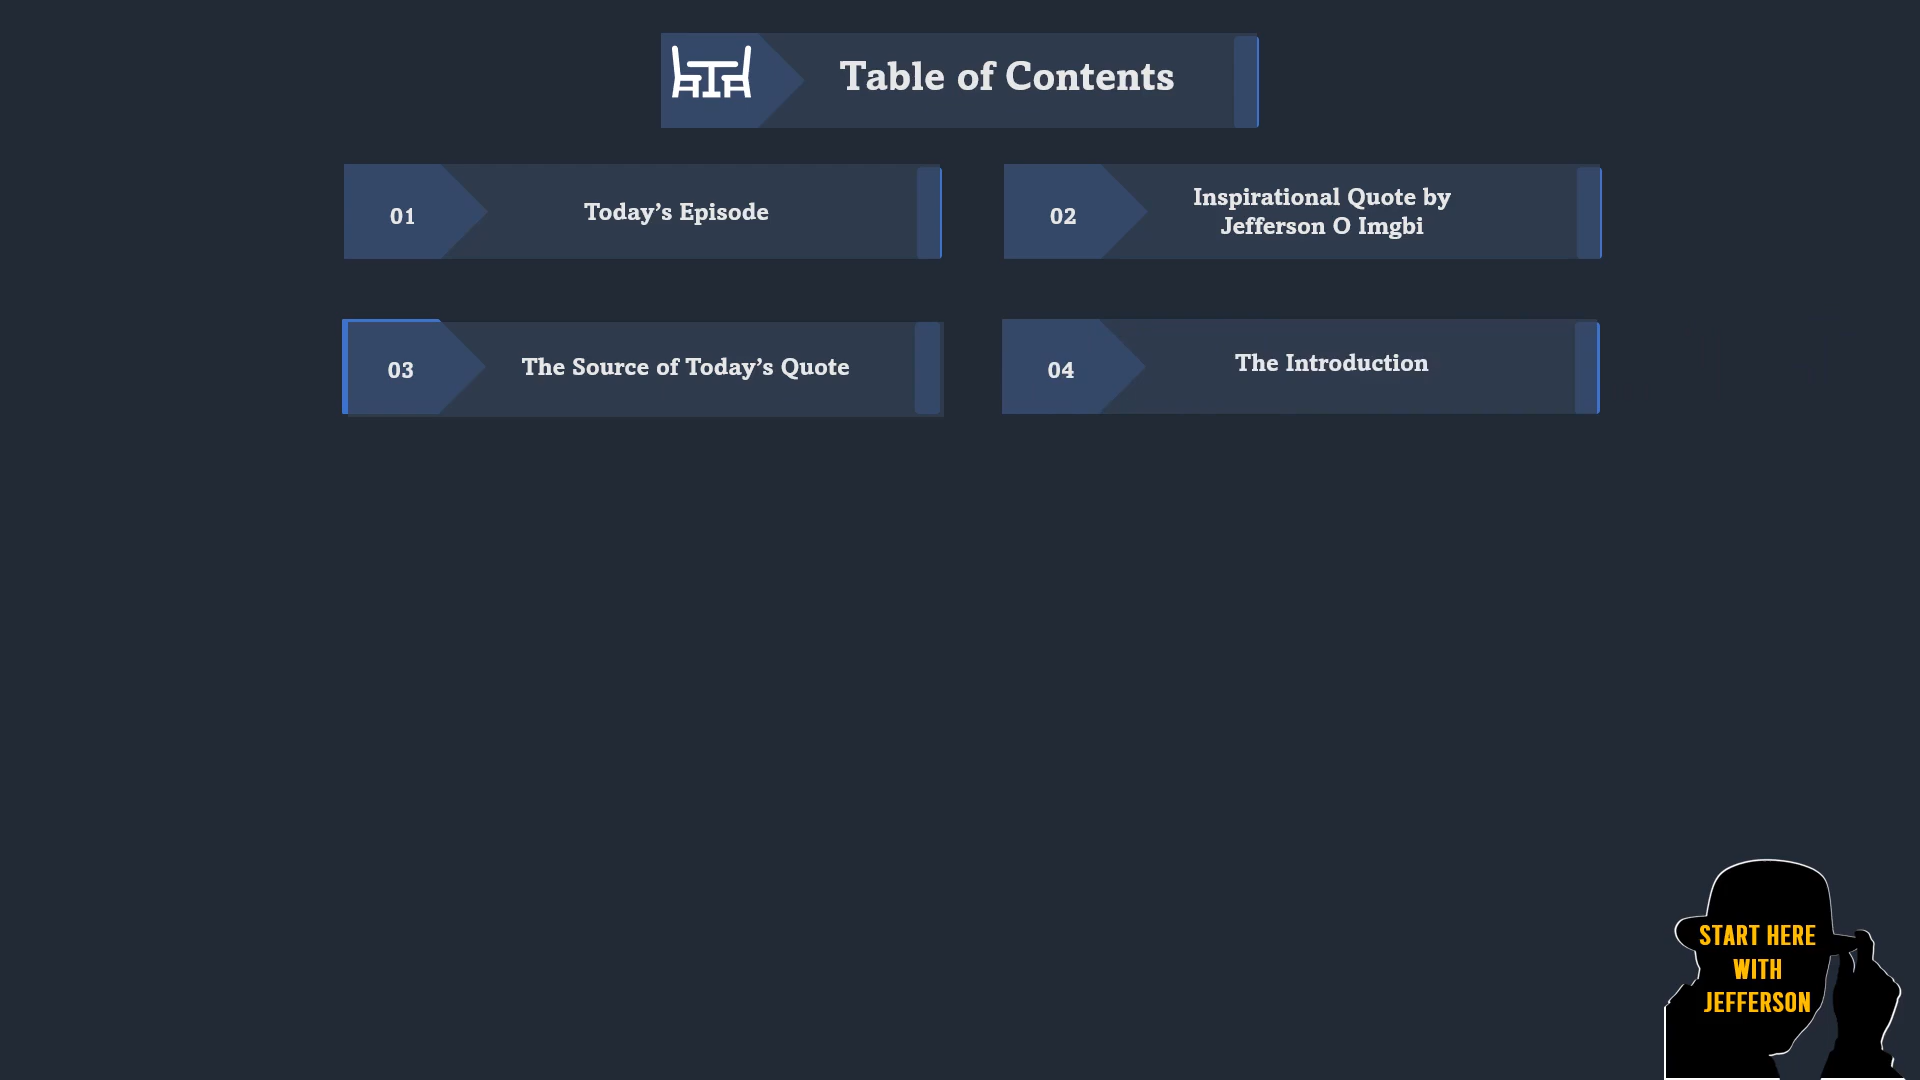 Table of Contents
01
Today’s Episode
02
Inspirational Quote by
Jefferson O Imgbi
03
The Source of Today’s Quote
04
The Introduction
START HERE
WITH
JEFFERSON